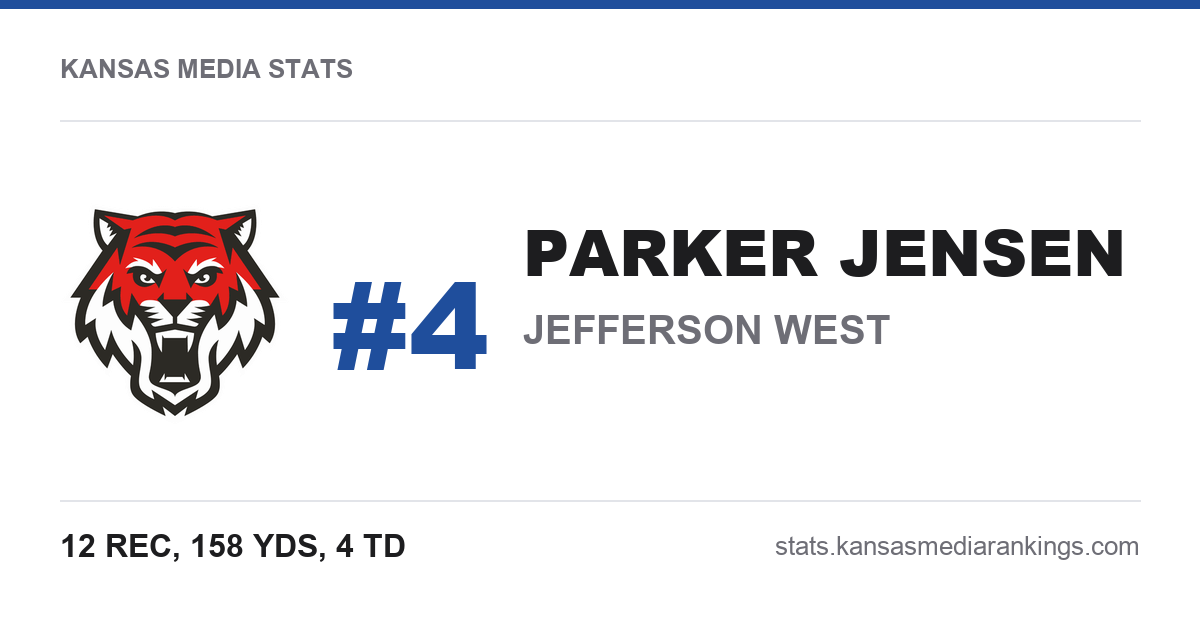 KANSAS MEDIA STATS
#4
PARKER JENSEN
JEFFERSON WEST
12 REC, 158 YDS, 4 TD
stats.kansasmediarankings.com